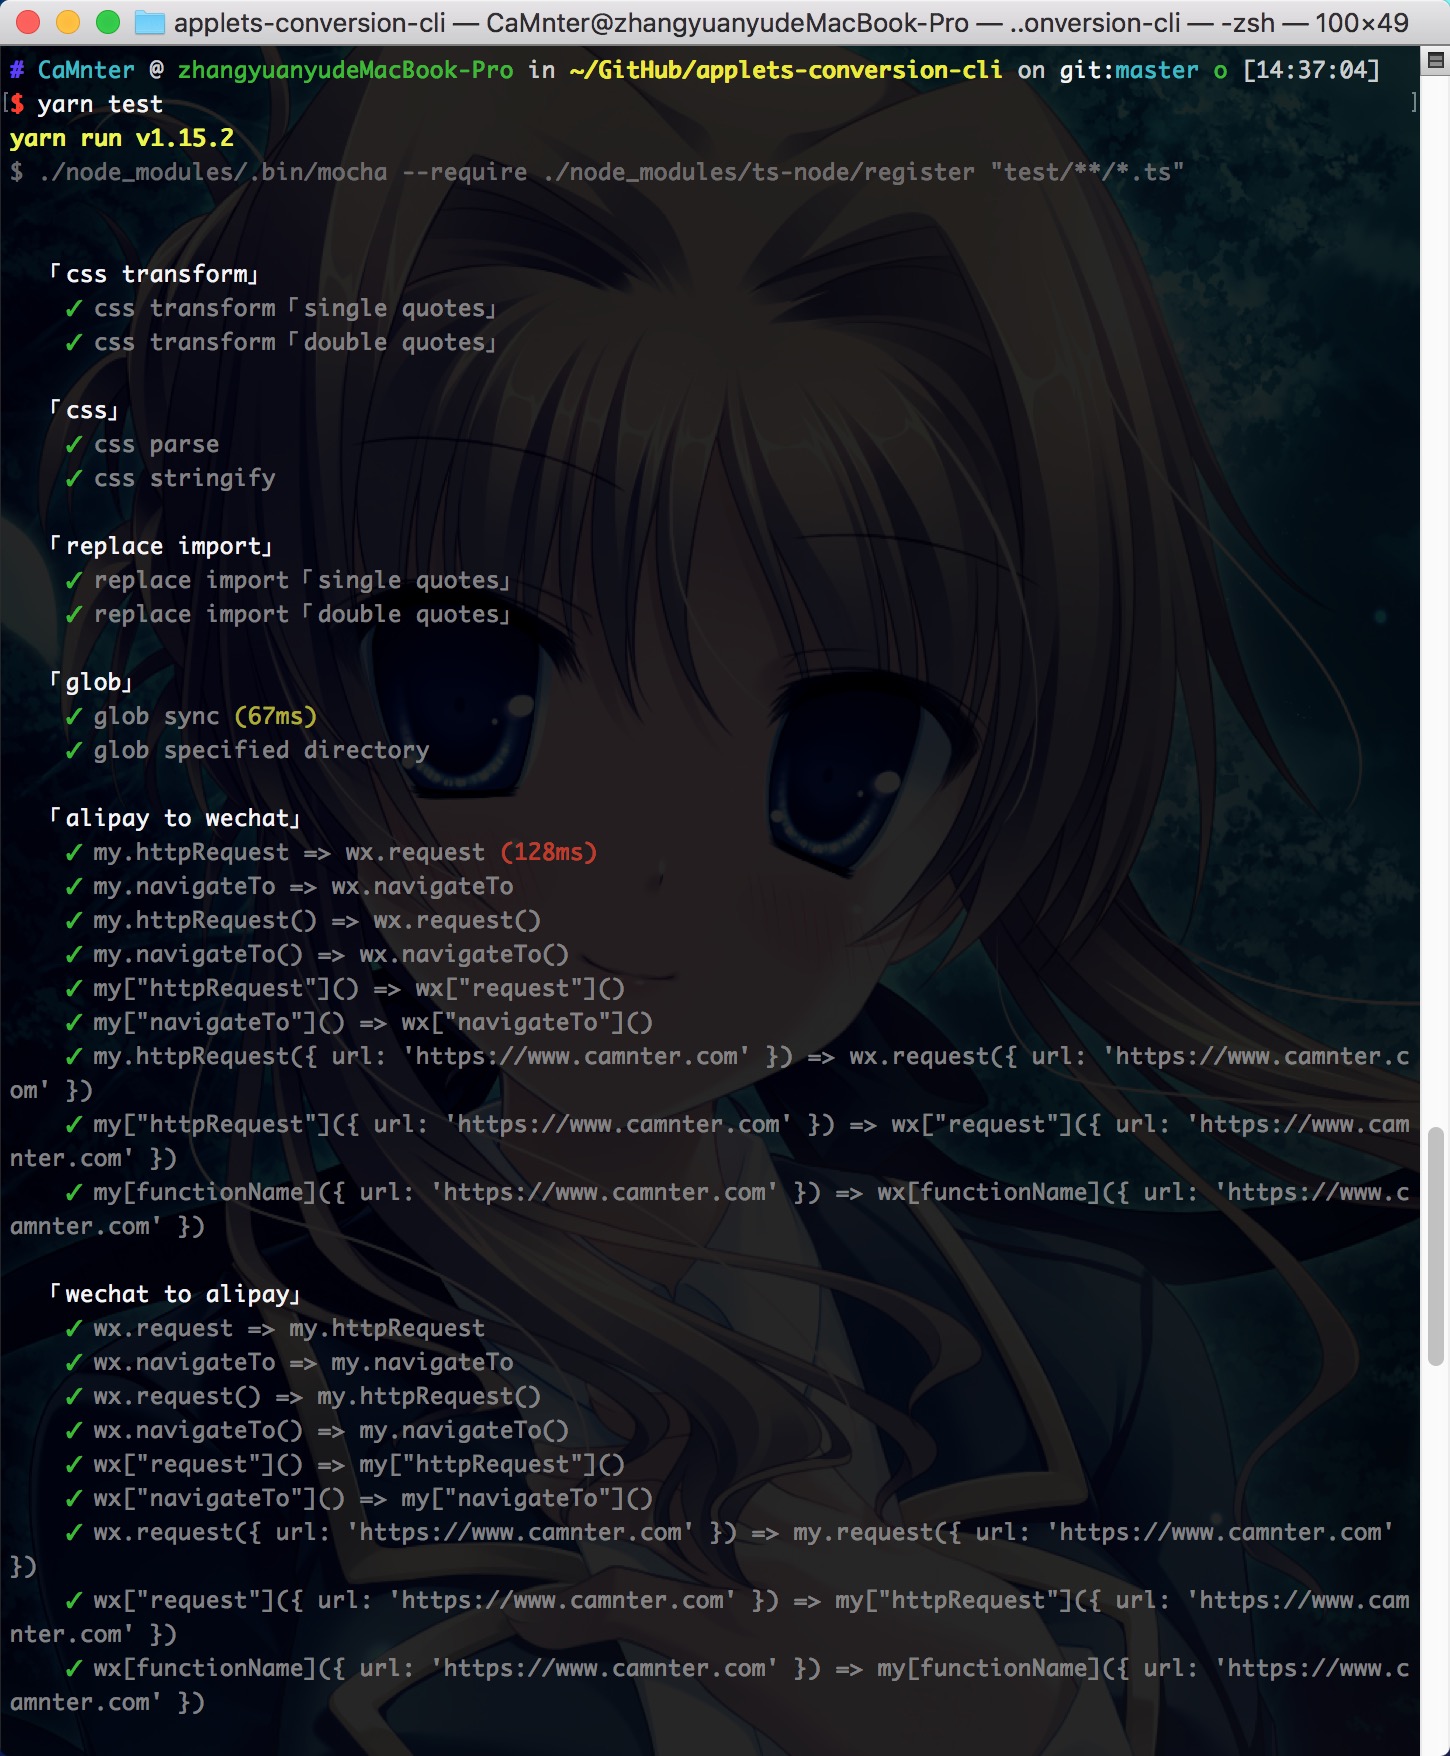 applets-conversion-cli — CaMnter@zhangyuanyudeMacBook-Pro — ..onversion-cli — -zsh — 100×49
# CaMnter @ zhangyuanyudeMacBook-Pro in ~/GitHub/applets-conversion-cli on git:master o [14:37:04]
[$ yarn test ]
yarn run v1.15.2
$ ./node_modules/.bin/mocha --require ./node_modules/ts-node/register "test/**/*.ts"
「css transform」
✓ css transform「single quotes」
✓ css transform「double quotes」
「css」
✓ css parse
✓ css stringify
「replace import」
✓ replace import「single quotes」
✓ replace import「double quotes」
「glob」
✓ glob sync (67ms)
✓ glob specified directory
「alipay to wechat」
✓ my.httpRequest => wx.request (128ms)
✓ my.navigateTo => wx.navigateTo
✓ my.httpRequest() => wx.request()
✓ my.navigateTo() => wx.navigateTo()
✓ my["httpRequest"]() => wx["request"]()
✓ my["navigateTo"]() => wx["navigateTo"]()
✓ my.httpRequest({ url: 'https://www.camnter.com' }) => wx.request({ url: 'https://www.camnter.c
om' })
✓ my["httpRequest"]({ url: 'https://www.camnter.com' }) => wx["request"]({ url: 'https://www.cam
nter.com' })
✓ my[functionName]({ url: 'https://www.camnter.com' }) => wx[functionName]({ url: 'https://www.c
amnter.com' })
「wechat to alipay」
✓ wx.request => my.httpRequest
✓ wx.navigateTo => my.navigateTo
✓ wx.request() => my.httpRequest()
✓ wx.navigateTo() => my.navigateTo()
✓ wx["request"]() => my["httpRequest"]()
✓ wx["navigateTo"]() => my["navigateTo"]()
✓ wx.request({ url: 'https://www.camnter.com' }) => my.request({ url: 'https://www.camnter.com'
})
✓ wx["request"]({ url: 'https://www.camnter.com' }) => my["httpRequest"]({ url: 'https://www.cam
nter.com' })
✓ wx[functionName]({ url: 'https://www.camnter.com' }) => my[functionName]({ url: 'https://www.c
amnter.com' })